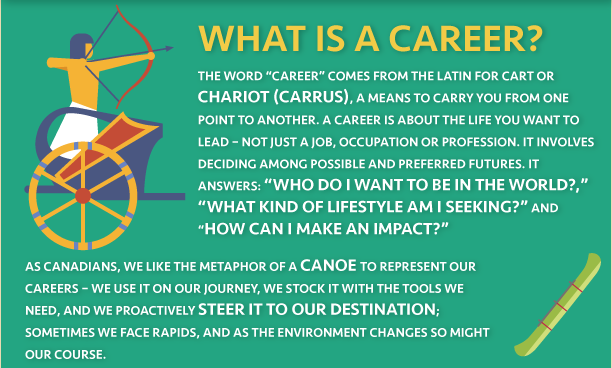 WHAT IS A CAREER?
THE WORD “CAREER” COMES FROM THE LATIN FOR CART OR
CHARIOT (CARRUS), A MEANS TO CARRY YOU FROM ONE
POINT TO ANOTHER. A CAREER IS ABOUT THE LIFE YOU WANT TO
LEAD – NOT JUST A JOB, OCCUPATION OR PROFESSION. IT INVOLVES
DECIDING AMONG POSSIBLE AND PREFERRED FUTURES. IT
ANSWERS: “WHO DO I WANT TO BE IN THE WORLD?,”
“WHAT KIND OF LIFESTYLE AM I SEEKING?” AND
“HOW CAN I MAKE AN IMPACT?”
AS CANADIANS, WE LIKE THE METAPHOR OF A CANOE TO REPRESENT OUR
CAREERS – WE USE IT ON OUR JOURNEY, WE STOCK IT WITH THE TOOLS WE
NEED, AND WE PROACTIVELY STEER IT TO OUR DESTINATION;
SOMETIMES WE FACE RAPIDS, AND AS THE ENVIRONMENT CHANGES SO MIGHT
OUR COURSE.